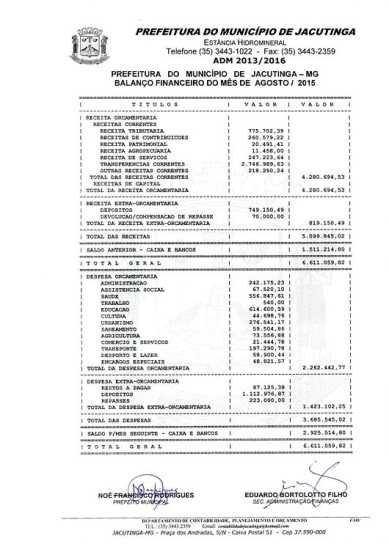 PREFEITURA DO MUNICÍPIO DE JACUTINGA
ESTÂNCIA HIDROMINERAL
Telefone (35) 3443-1022 - Fax: (35) 3443-2359
ADM 2013/2016
PREFEITURA DO MUNICÍPIO DE JACUTINGA – MG
BALANÇO FINANCEIRO DO MÊS DE AGOSTO / 2015
T I T U L O S | V A L O R | V A L O R
RECEITA ORCAMENTARIA
RECEITAS CORRENTES
RECEITA TRIBUTARIA | 775.702,39
RECEITAS DE CONTRIBUICOES | 260.579,22
RECEITA PATRIMONIAL | 20.491,41
RECEITA AGROPECUARIA | 11.458,00
RECEITA DE SERVICOS | 247.223,64
TRANSFERENCIAS CORRENTES | 2.746.989,63
OUTRAS RECEITAS CORRENTES | 218.250,24
TOTAL DAS RECEITAS CORRENTES | 4.280.694,53
RECEITAS DE CAPITAL
TOTAL DA RECEITA ORCAMENTARIA | 4.280.694,53
RECEITA EXTRA-ORCAMENTARIA
DEPOSITOS | 749.150,49
DEVOLUCAO/COMPENSACAO DE REPASSE | 70.000,00
TOTAL DA RECEITA EXTRA-ORCAMENTARIA | 819.150,49
TOTAL DAS RECEITAS | 5.099.845,02
SALDO ANTERIOR - CAIXA E BANCOS | 1.511.214,80
T O T A L G E R A L | 6.611.059,82
DESPESA ORCAMENTARIA
ADMINISTRACAO | 242.175,23
ASSISTENCIA SOCIAL | 67.520,10
SAUDE | 556.847,61
TRABALHO | 540,00
EDUCACAO | 614.600,59
CULTURA | 44.698,76
URBANISMO | 276.541,17
SANEAMENTO | 59.504,86
AGRICULTURA | 73.556,88
COMERCIO E SERVICOS | 21.444,78
TRANSPORTE | 197.290,78
DESPORTO E LAZER | 58.900,44
ENCARGOS ESPECIAIS | 48.821,57
TOTAL DA DESPESA ORCAMENTARIA | 2.262.442,77
DESPESA EXTRA-ORCAMENTARIA
RESTOS A PAGAR | 87.125,38
DEPOSITOS | 1.112.976,87
REPASSES | 223.000,00
TOTAL DA DESPESA EXTRA-ORCAMENTARIA | 1.423.102,25
TOTAL DAS DESPESAS | 3.685.545,02
SALDO P/MES SEGUINTE - CAIXA E BANCOS | 2.925.514,80
T O T A L G E R A L | 6.611.059,82
NOÉ FRANCISCO RODRIGUES EDUARDO BORTOLOTTO FILHO
PREFEITO MUNICIPAL SEC. ADMINISTRAÇÃO/FINANÇAS
DEPARTAMENTO DE CONTABILIDADE, PLANEJAMENTO E ORÇAMENTO
TEL.: (35) 3443-2359 Email: contabilidadejacutinga@hotmail.com
JACUTINGA-MG – Praça dos Andradas, S/N - Caixa Postal 51 - Cep 37.590-000